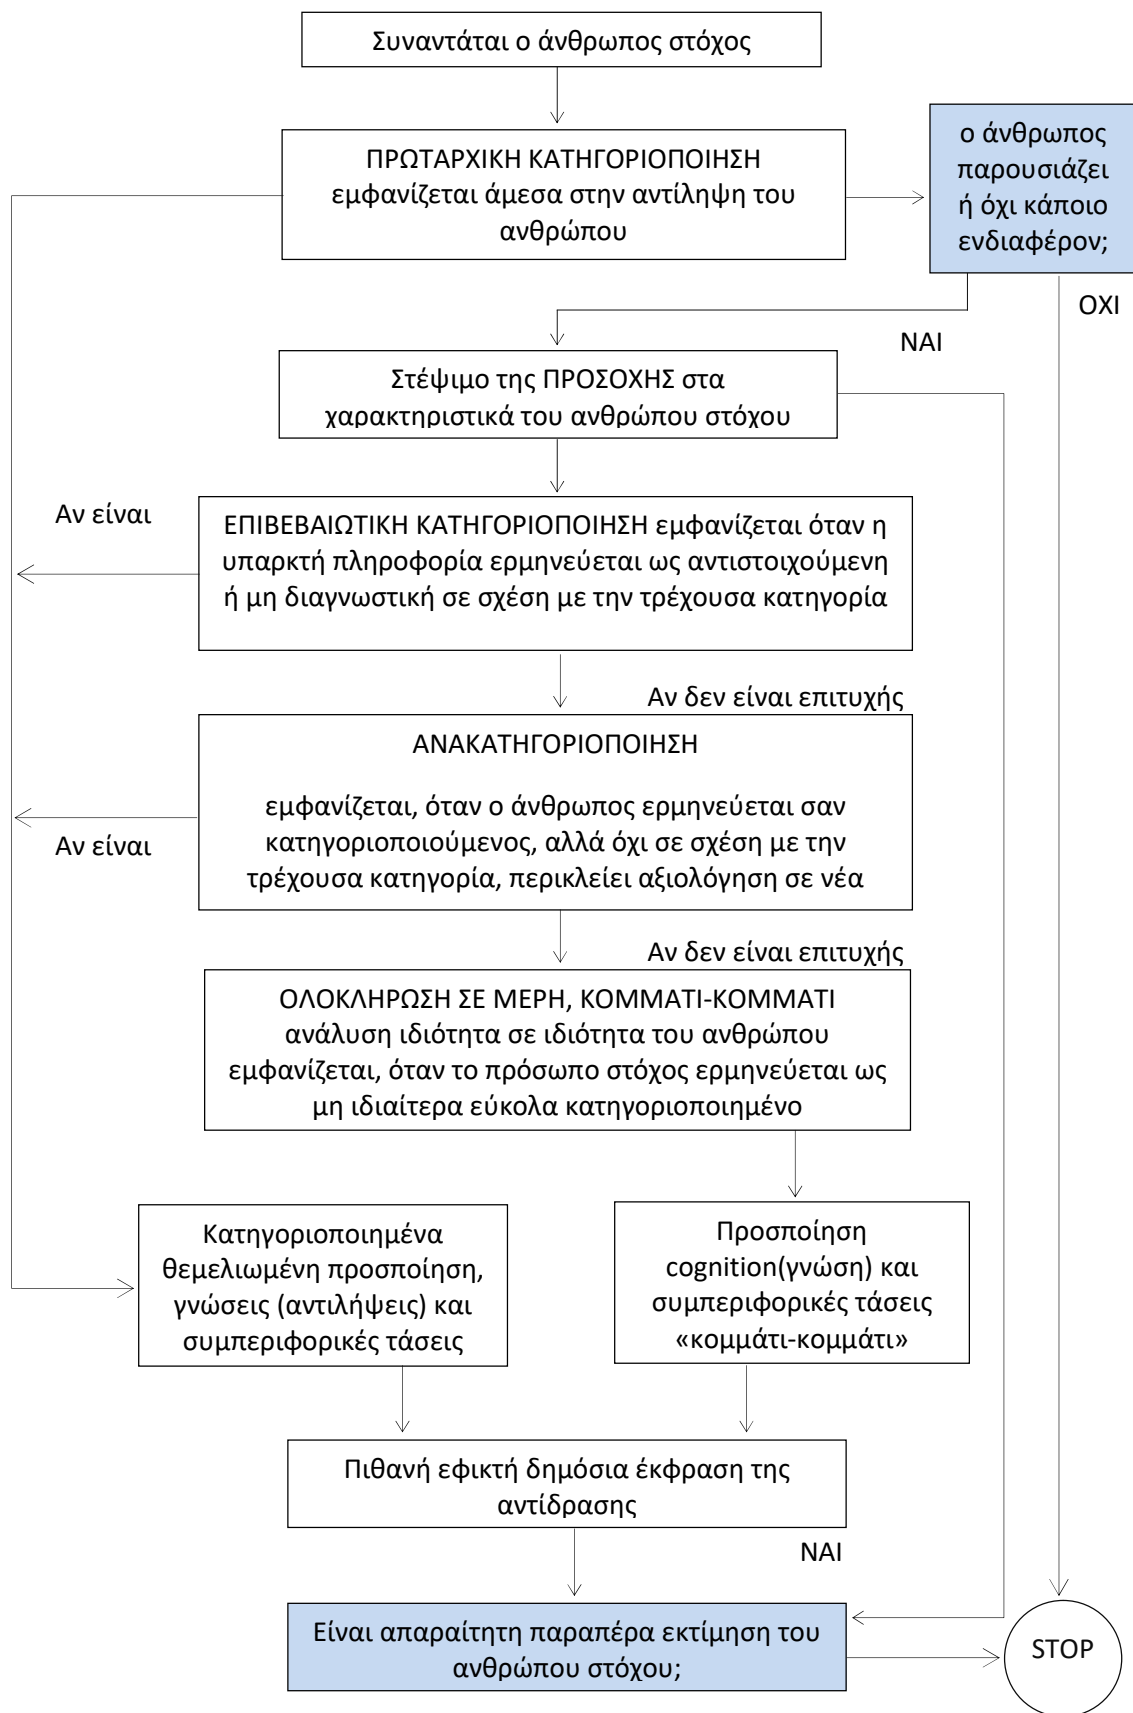 Συναντάται ο άνθρωπος στόχος
ΠΡΩΤΑΡΧΙΚΗ ΚΑΤΗΓΟΡΙΟΠΟΙΗΣΗ
εμφανίζεται άμεσα στην αντίληψη του
ανθρώπου
ο άνθρωπος
παρουσιάζει
ή όχι κάποιο
ενδιαφέρον;
ΟΧΙ
ΝΑΙ
Στέψιμο της ΠΡΟΣΟΧΗΣ στα
χαρακτηριστικά του ανθρώπου στόχου
Αν είναι
ΕΠΙΒΕΒΑΙΩΤΙΚΗ ΚΑΤΗΓΟΡΙΟΠΟΙΗΣΗ εμφανίζεται όταν η
υπαρκτή πληροφορία ερμηνεύεται ως αντιστοιχούμενη
ή μη διαγνωστική σε σχέση με την τρέχουσα κατηγορία
Αν δεν είναι επιτυχής
ΑΝΑΚΑΤΗΓΟΡΙΟΠΟΙΗΣΗ
εμφανίζεται, όταν ο άνθρωπος ερμηνεύεται σαν
κατηγοριοποιούμενος, αλλά όχι σε σχέση με την
τρέχουσα κατηγορία, περικλείει αξιολόγηση σε νέα
Αν είναι
Αν δεν είναι επιτυχής
ΟΛΟΚΛΗΡΩΣΗ ΣΕ ΜΕΡΗ, ΚΟΜΜΑΤΙ-ΚΟΜΜΑΤΙ
ανάλυση ιδιότητα σε ιδιότητα του ανθρώπου
εμφανίζεται, όταν το πρόσωπο στόχος ερμηνεύεται ως
μη ιδιαίτερα εύκολα κατηγοριοποιημένο
Κατηγοριοποιημένα
θεμελιωμένη προσποίηση,
γνώσεις (αντιλήψεις) και
συμπεριφορικές τάσεις
Προσποίηση
cognition(γνώση) και
συμπεριφορικές τάσεις
«κομμάτι-κομμάτι»
Πιθανή εφικτή δημόσια έκφραση της
αντίδρασης
ΝΑΙ
Είναι απαραίτητη παραπέρα εκτίμηση του
ανθρώπου στόχου;
STOP